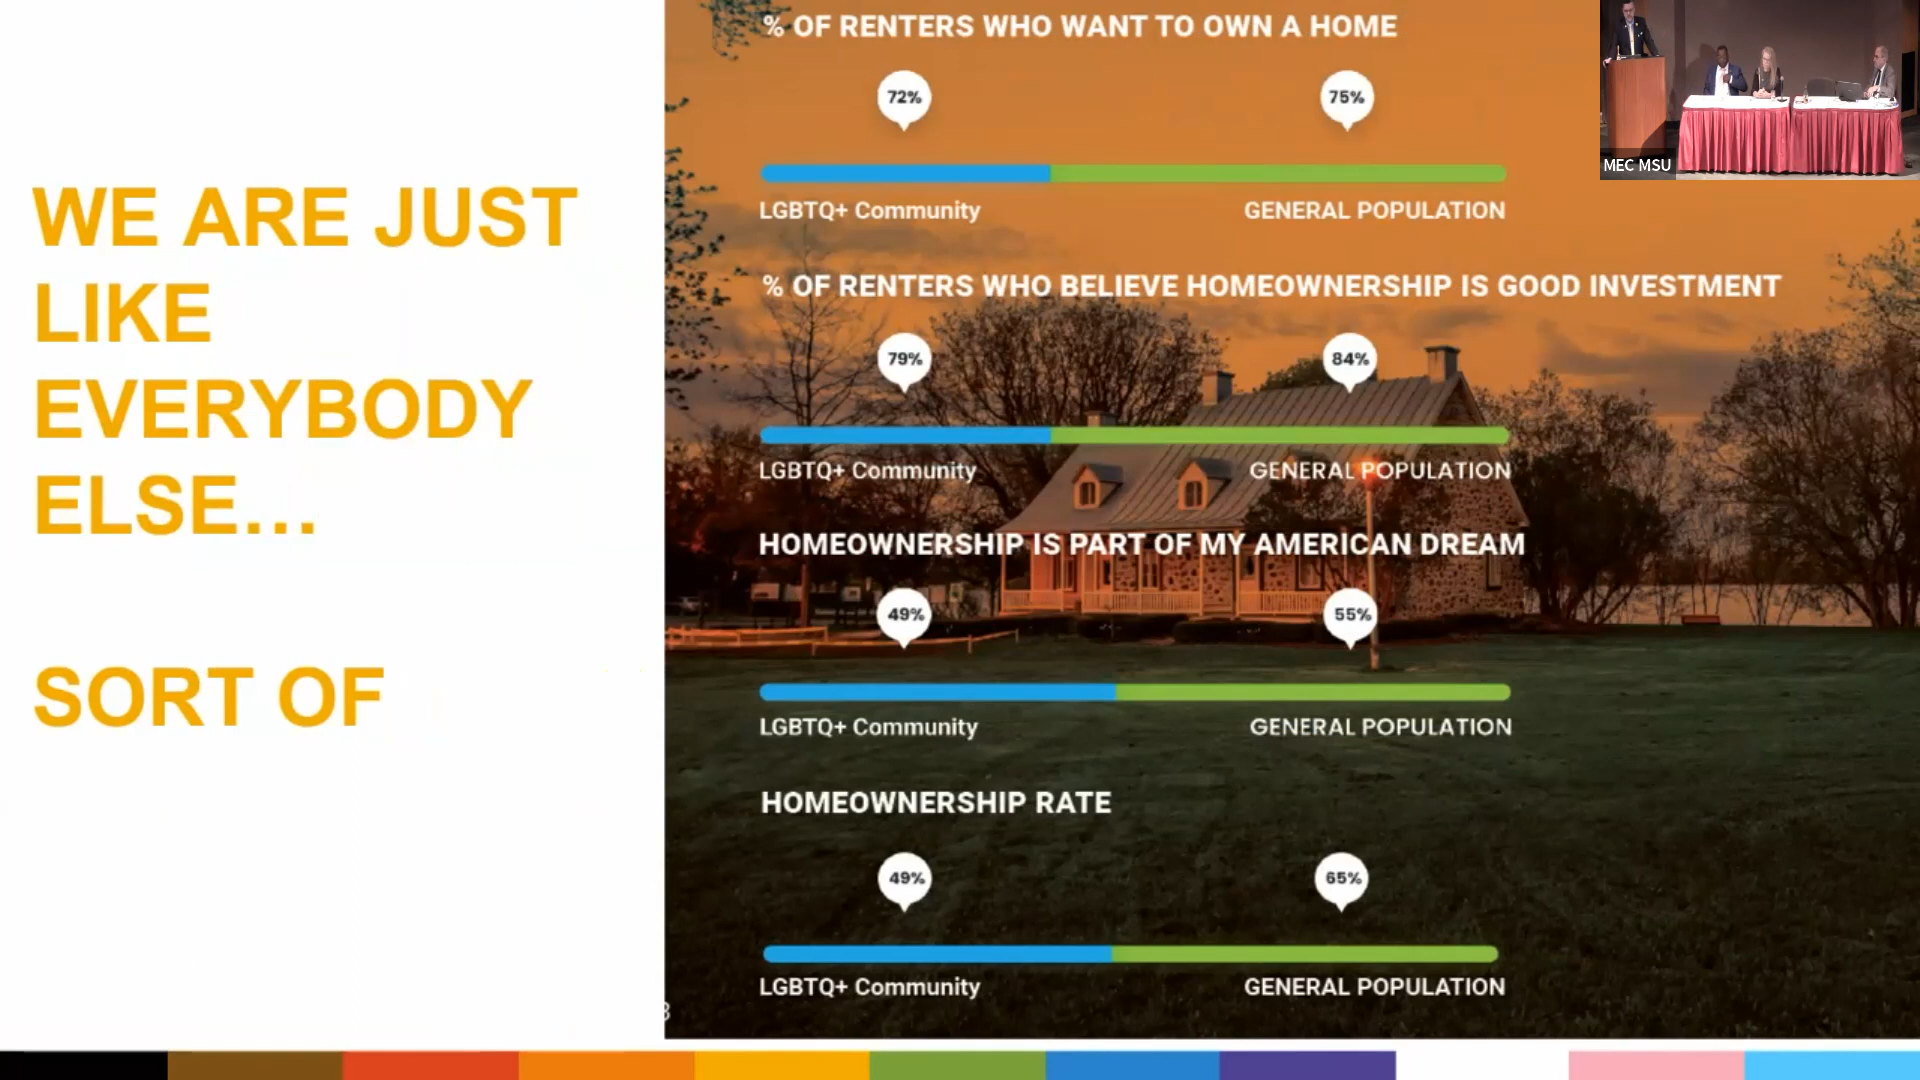 WE ARE JUST
LIKE
EVERYBODY
ELSE...
SORT OF
% OF RENTERS WHO WANT TO OWN A HOME
72%
75%
LGBTQ+ Community
GENERAL POPULATION
% OF RENTERS WHO BELIEVE HOMEOWNERSHIP IS GOOD INVESTMENT
79%
84%
LGBTQ+ Community
GENERAL POPULATION
HOMEOWNERSHIP IS PART OF MY AMERICAN DREAM
49%
55%
LGBTQ+ Community
GENERAL POPULATION
HOMEOWNERSHIP RATE
49%
65%
LGBTQ+ Community
GENERAL POPULATION
MEC MSU